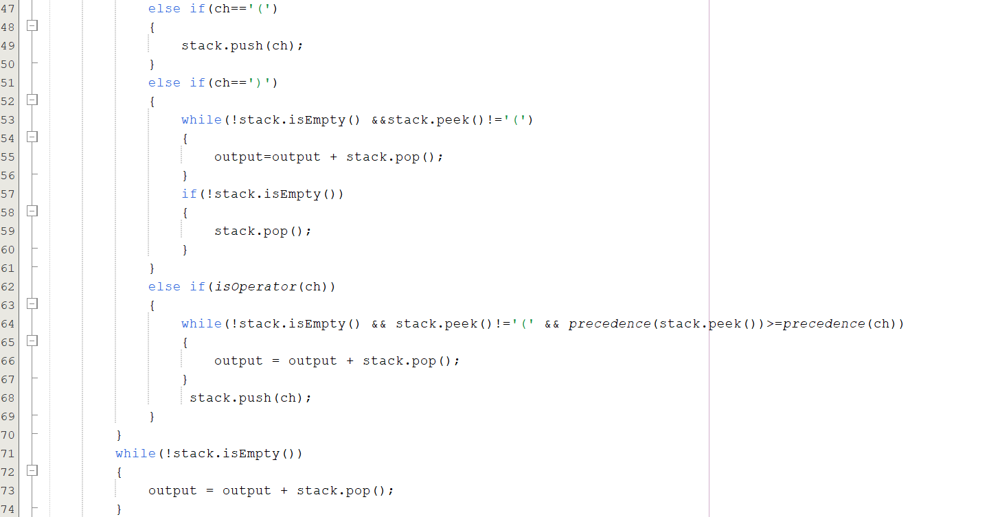 47 else if(ch=='(')
48 {
49 stack.push(ch);
50 }
51 else if(ch==')')
52 {
53 while(!stack.isEmpty() &&stack.peek()!='(')
54 {
55 output=output + stack.pop();
56 }
57 if(!stack.isEmpty())
58 {
59 stack.pop();
60 }
61 }
62 else if(isOperator(ch))
63 {
64 while(!stack.isEmpty() && stack.peek()!='(' && precedence(stack.peek())>=precedence(ch))
65 {
66 output = output + stack.pop();
67 }
68 stack.push(ch);
69 }
70 }
71 while(!stack.isEmpty())
72 {
73 output = output + stack.pop();
74 }